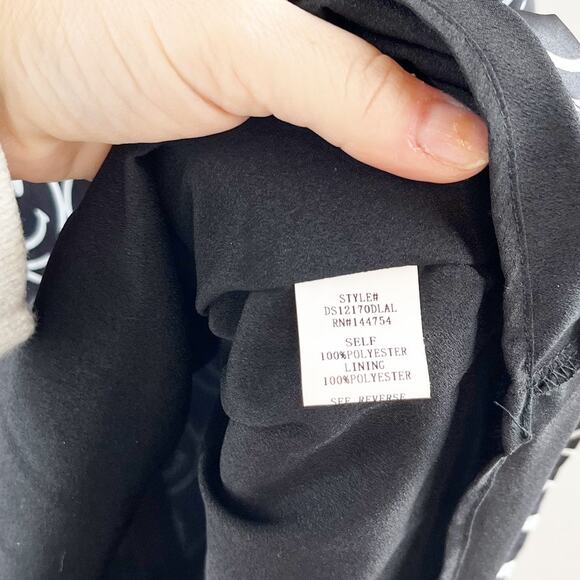 STYLE#
DS12170DLAL
RN#144754
SELF
100%POLYESTER
LINING
100%POLYESTER
SEE REVERSE